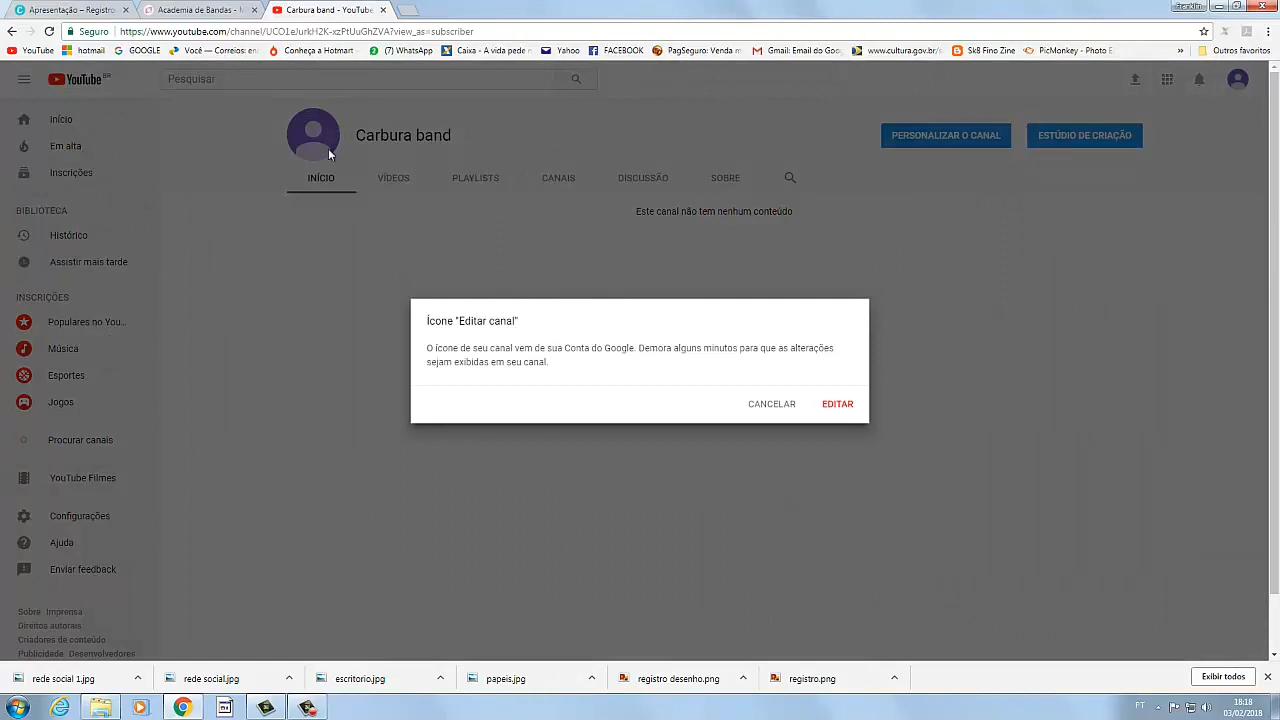 Apresentação – Registro
Academia de Bandas – M
Carbura band - YouTube
Franklin
Seguro
https://www.youtube.com/channel/UCO1eJurkH2K-xzPtUuGhZVA?view_as=subscriber
YouTube
hotmail
GOOGLE
Você — Correios: en
Conheça a Hotmart
(7) WhatsApp
Caixa - A vida pede n
Yahoo
FACEBOOK
PagSeguro: Venda m
Gmail: Email do Goo
www.cultura.gov.br/s
Sk8 Fino Zine
PicMonkey - Photo E
»
Outros favoritos
YouTube BR
Pesquisar
Início
Em alta
Inscrições
BIBLIOTECA
Histórico
Assistir mais tarde
INSCRIÇÕES
Populares no You...
Música
Esportes
Jogos
Procurar canais
YouTube Filmes
Configurações
Ajuda
Enviar feedback
Sobre Imprensa
Direitos autorais
Criadores de conteúdo
Publicidade Desenvolvedores
Carbura band
PERSONALIZAR O CANAL
ESTÚDIO DE CRIAÇÃO
INÍCIO
VÍDEOS
PLAYLISTS
CANAIS
DISCUSSÃO
SOBRE
Este canal não tem nenhum conteúdo
Ícone "Editar canal"
O ícone de seu canal vem de sua Conta do Google. Demora alguns minutos para que as alterações
sejam exibidas em seu canal.
CANCELAR
EDITAR
rede social 1.jpg
rede social.jpg
escritorio.jpg
papeis.jpg
registro desenho.png
registro.png
Exibir todos
PT
18:18
03/02/2018